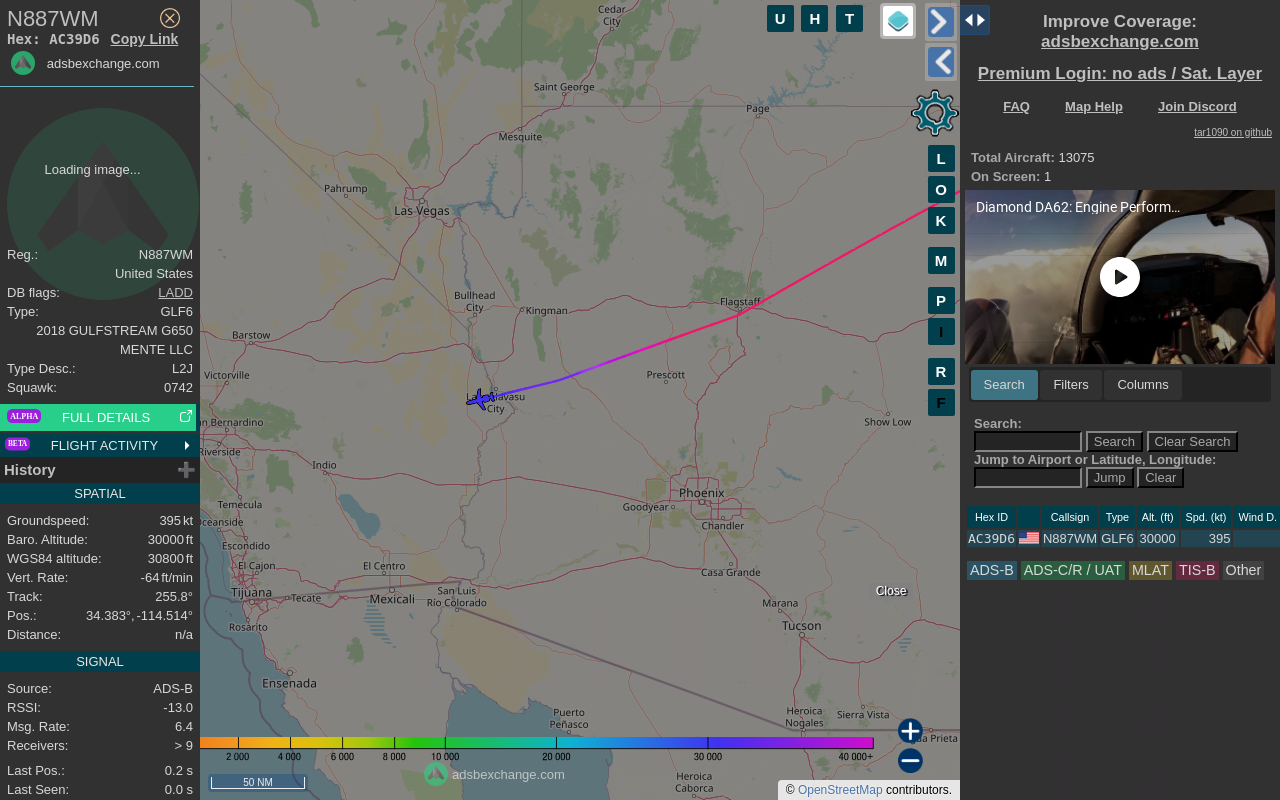 N887WM
Hex: AC39D6 Copy Link
adsbexchange.com
Loading image...
Reg.: N887WM
United States
DB flags: LADD
Type: GLF6
2018 GULFSTREAM G650
MENTE LLC
Type Desc.: L2J
Squawk: 0742
ALPHA FULL DETAILS
BETA FLIGHT ACTIVITY
History
SPATIAL
Groundspeed: 395 kt
Baro. Altitude: 30000 ft
WGS84 altitude: 30800 ft
Vert. Rate: -64 ft/min
Track: 255.8°
Pos.: 34.383°, -114.514°
Distance: n/a
SIGNAL
Source: ADS-B
RSSI: -13.0
Msg. Rate: 6.4
Receivers: > 9
Last Pos.: 0.2 s
Last Seen: 0.0 s
U H T
Cedar
City
Saint George
Page
Mesquite
Pahrump
Las Vegas
Bullhead
City
Kingman
Flagstaff
Barstow
Victorville
Prescott
City
an Bernardino
Riverside
Show Low
Indio
Phoenix
Goodyear
Chandler
Temecula
Oceanside
Escondido
El Cajon
El Centro
Casa Grande
San Luis
Río Colorado
Tijuana
Tecate
Mexicali
Marana
Rosarito
Tucson
Ensenada
Puerto
Peñasco
Heroica
Nogales
Sierra Vista
ua Prieta
Heroica
Caborca
L
O
K
M
P
I
R
F
Close
2 000 4 000 6 000 8 000 10 000 20 000 30 000 40 000+
adsbexchange.com
50 NM
© OpenStreetMap contributors.
Improve Coverage:
adsbexchange.com
Premium Login: no ads / Sat. Layer
FAQ Map Help Join Discord
tar1090 on github
Total Aircraft: 13075
On Screen: 1
Diamond DA62: Engine Perform…
Search Filters Columns
Search:
Search Clear Search
Jump to Airport or Latitude, Longitude:
Jump Clear
Hex ID Callsign Type Alt. (ft) Spd. (kt) Wind D.
AC39D6 N887WM GLF6 30000 395
ADS-B ADS-C/R / UAT MLAT TIS-B Other